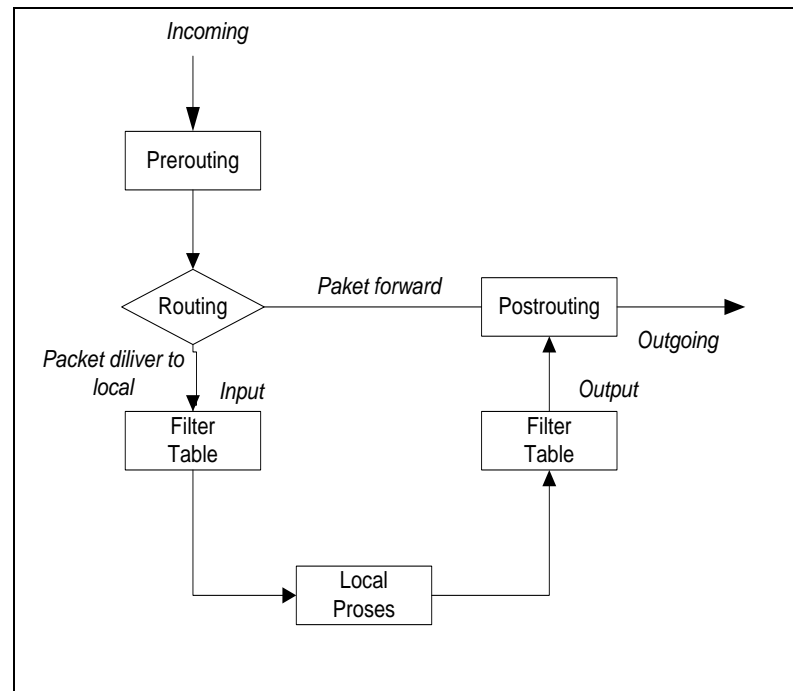 Incoming
Prerouting
Routing
Paket forward
Postrouting
Outgoing
Packet diliver to
local
Input
Output
Filter
Table
Filter
Table
Local
Proses